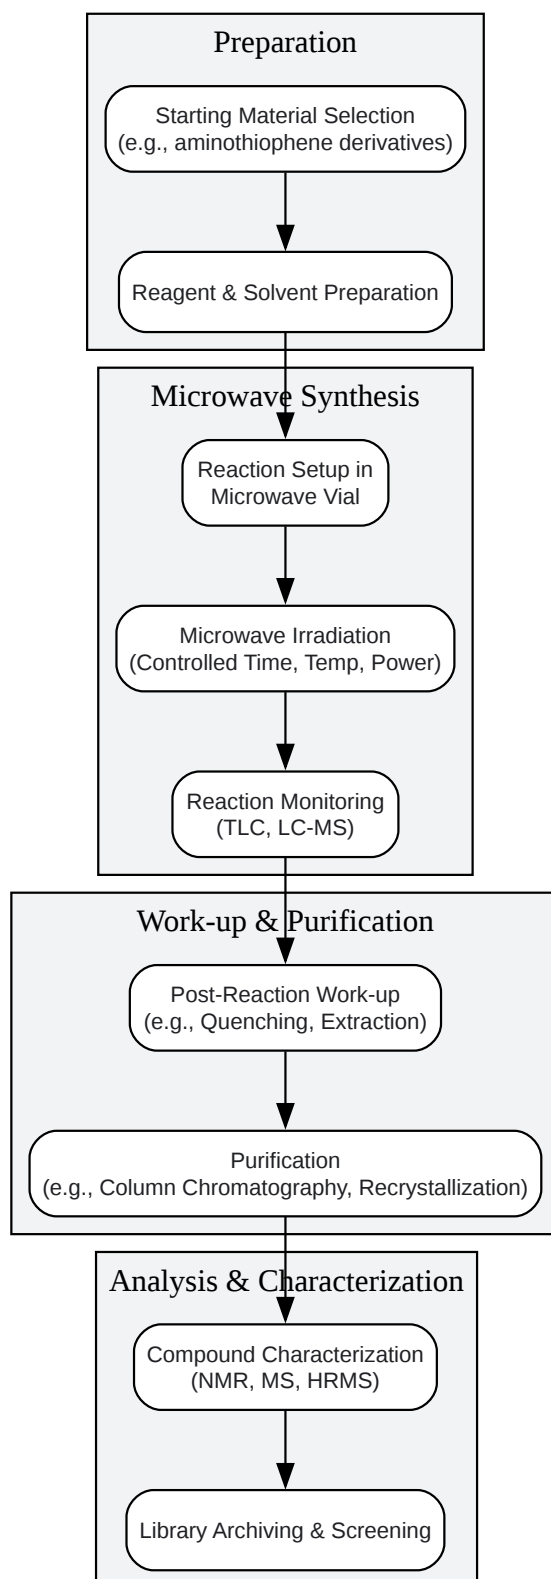 Preparation
Starting Material Selection
(e.g., aminothiophene derivatives)
Reagent & Solvent Preparation
Microwave Synthesis
Reaction Setup in
Microwave Vial
Microwave Irradiation
(Controlled Time, Temp, Power)
Reaction Monitoring
(TLC, LC-MS)
Work-up & Purification
Post-Reaction Work-up
(e.g., Quenching, Extraction)
Purification
(e.g., Column Chromatography, Recrystallization)
Analysis & Characterization
Compound Characterization
(NMR, MS, HRMS)
Library Archiving & Screening